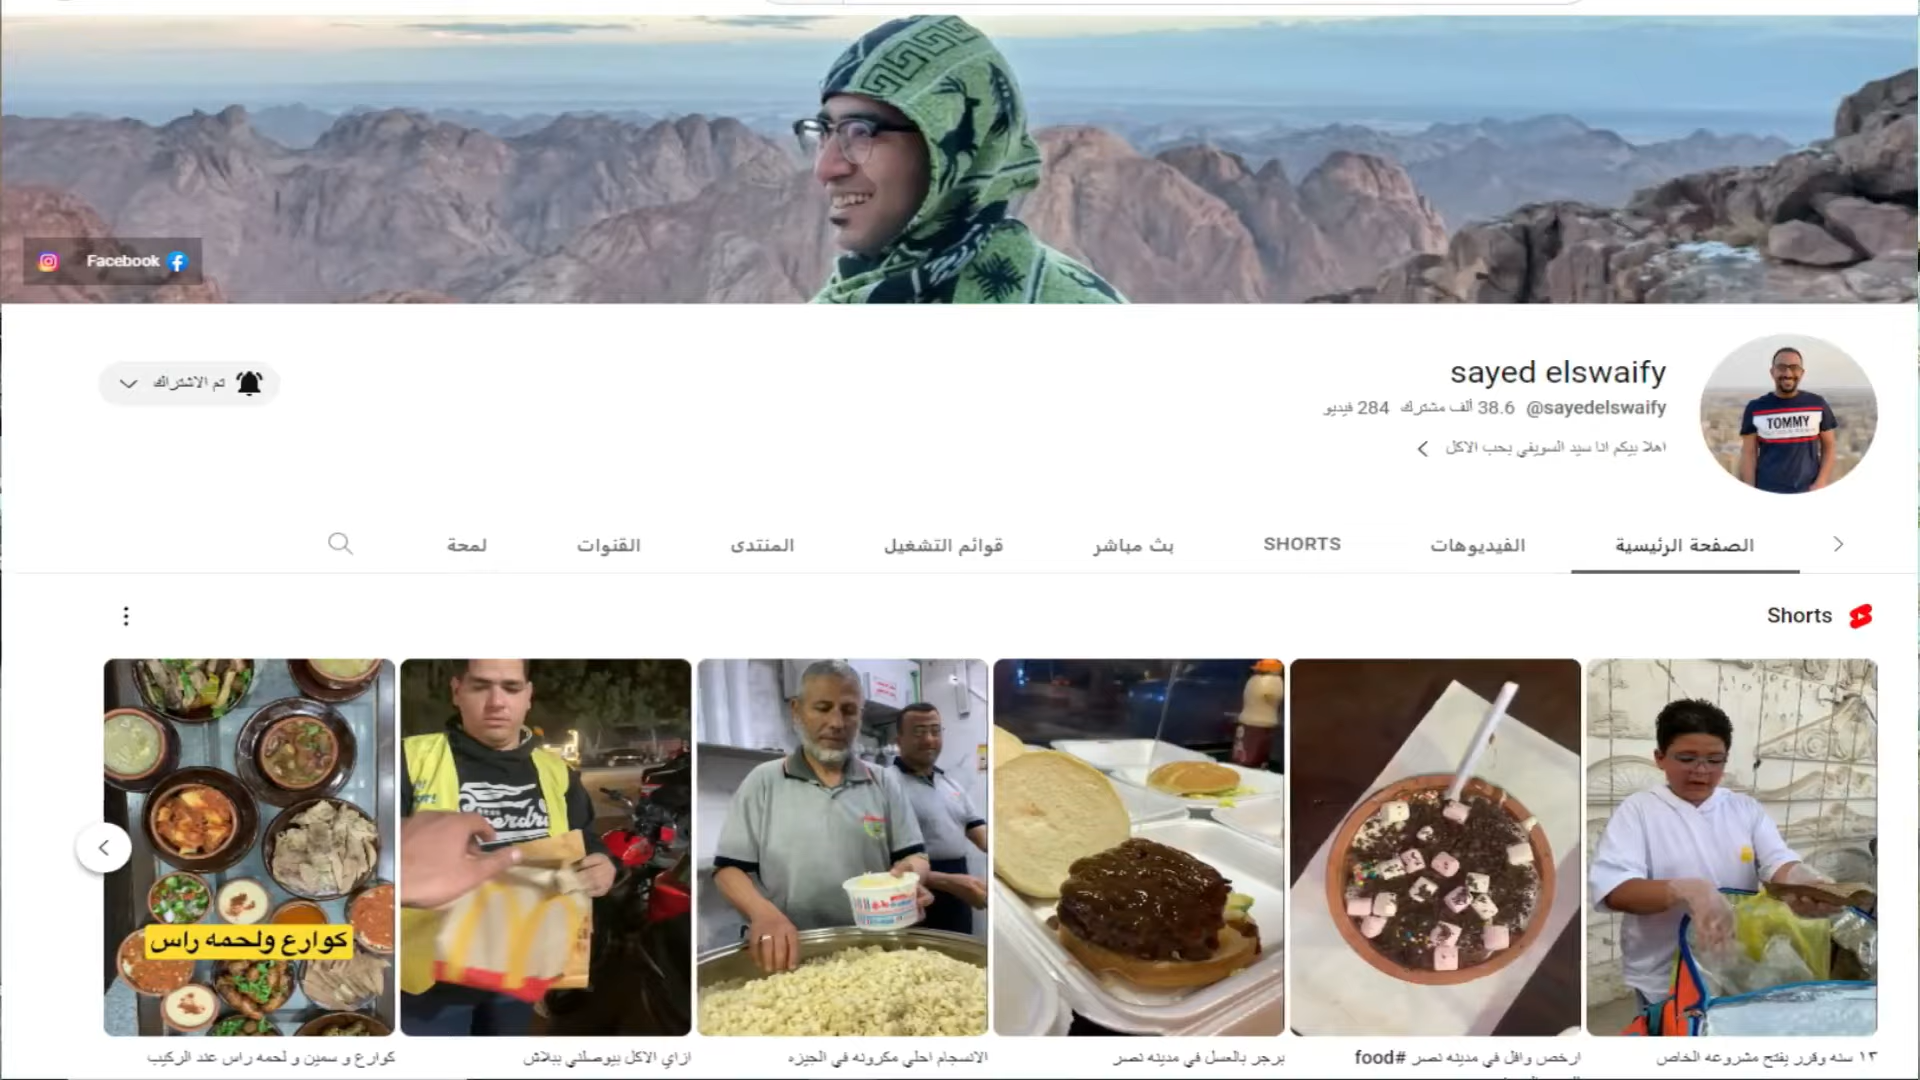 Facebook
sayed elswaify
@sayedelswaify 38.6 ألف مشترك 284 فيديو
اهلا بيكم انا سيد السويفي بحب الاكل
تم الاشتراك
الصفحة الرئيسية
الفيديوهات
SHORTS
بث مباشر
قوائم التشغيل
المنتدى
القنوات
لمحة
Shorts
TOMMY
كوارع ولحمه راس
١٣ سنه وقرر يفتح مشروعه الخاص
ارخص وافل في مدينه نصر #food
برجر بالعسل في مدينه نصر
الانسجام احلي مكرونه في الجيزه
ازاي الاكل بيوصلني ببلاش
كوارع و سمين و لحمه راس عند الركيب